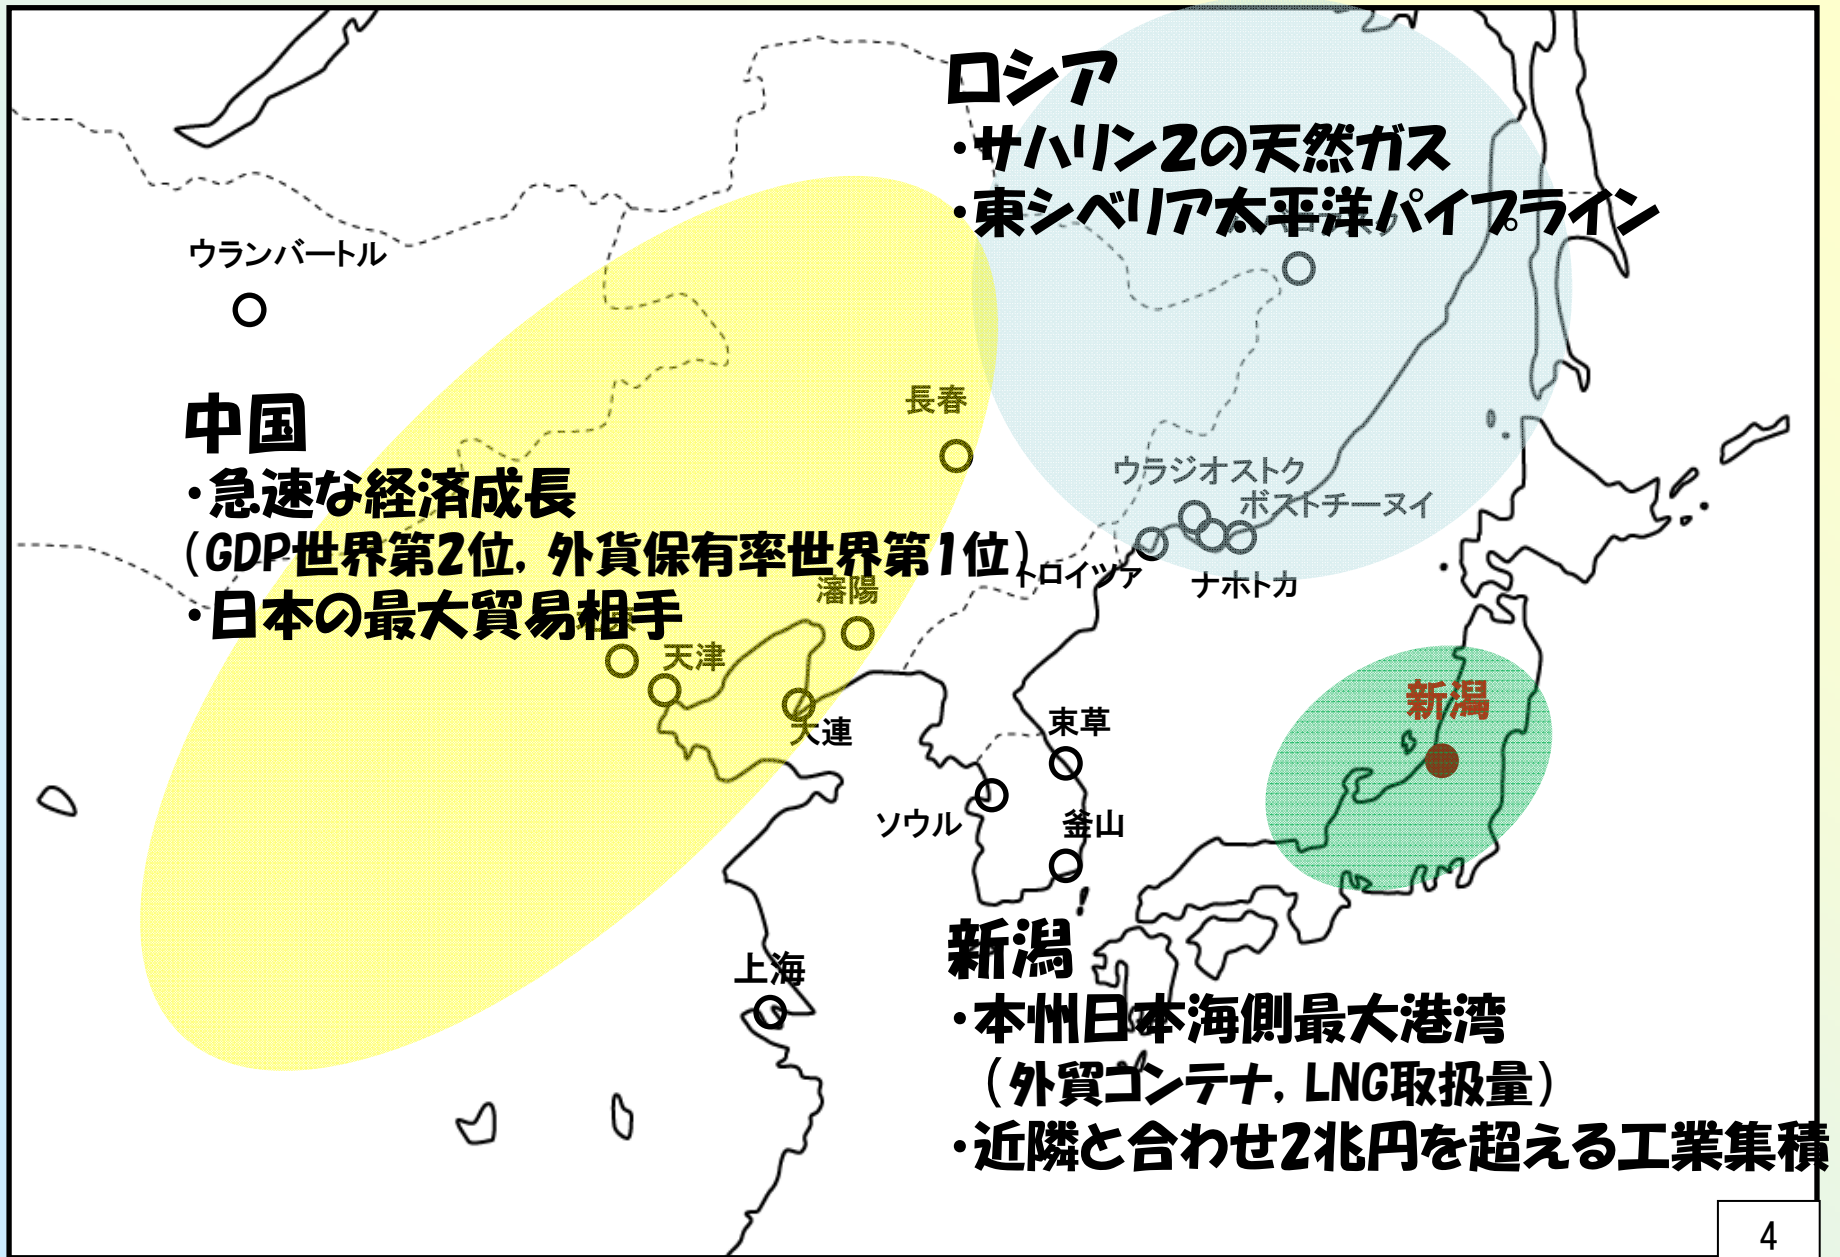 ロシア
・サハリン2の天然ガス
・東シベリア太平洋パイプライン
ウランバートル
中国
・急速な経済成長
（GDP世界第2位，外貨保有率世界第1位）
・日本の最大貿易相手
長春
ウラジオストク
ボストチーヌイ
トロイツァ
ナホトカ
瀋陽
天津
大連
新潟
束草
ソウル
釜山
上海
新潟
・本州日本海側最大港湾
（外貿コンテナ，LNG取扱量）
・近隣と合わせ2兆円を超える工業集積
4